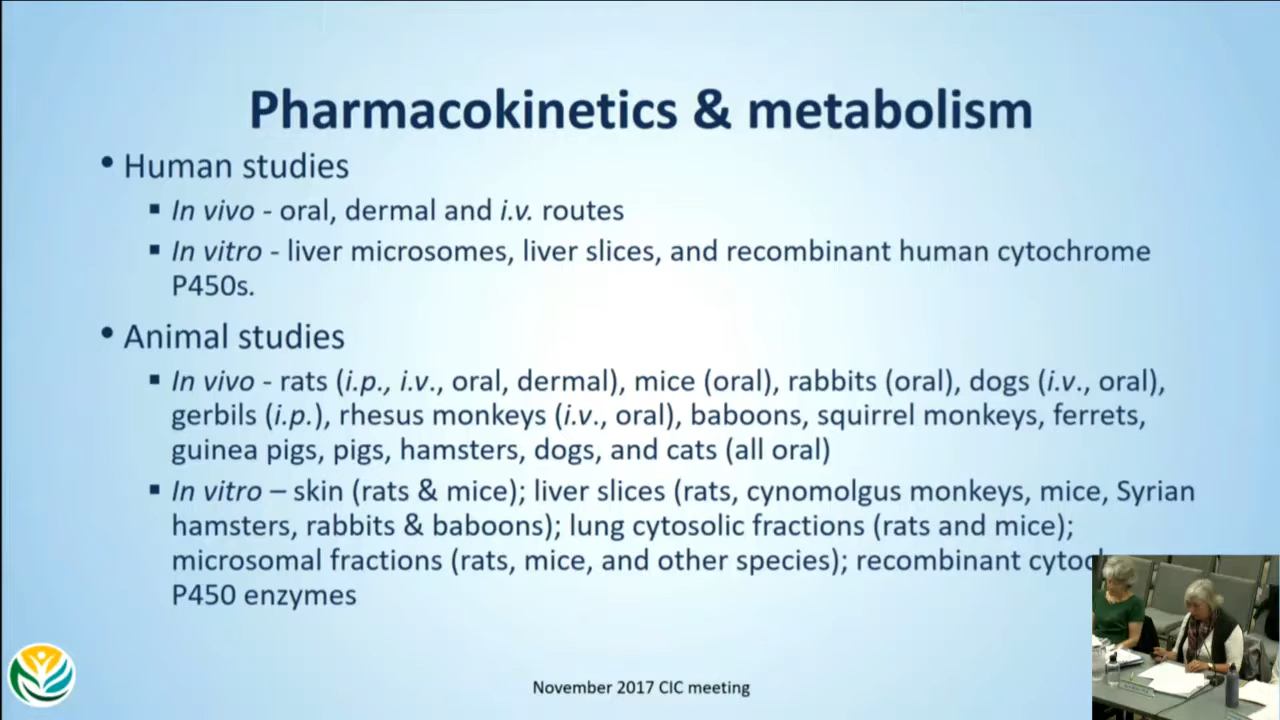 Pharmacokinetics & metabolism
• Human studies
▪ In vivo - oral, dermal and i.v. routes
▪ In vitro - liver microsomes, liver slices, and recombinant human cytochrome
P450s.
• Animal studies
▪ In vivo - rats (i.p., i.v., oral, dermal), mice (oral), rabbits (oral), dogs (i.v., oral),
gerbils (i.p.), rhesus monkeys (i.v., oral), baboons, squirrel monkeys, ferrets,
guinea pigs, pigs, hamsters, dogs, and cats (all oral)
▪ In vitro – skin (rats & mice); liver slices (rats, cynomolgus monkeys, mice, Syrian
hamsters, rabbits & baboons); lung cytosolic fractions (rats and mice);
microsomal fractions (rats, mice, and other species); recombinant
P450 enzymes
November 2017 CIC meeting